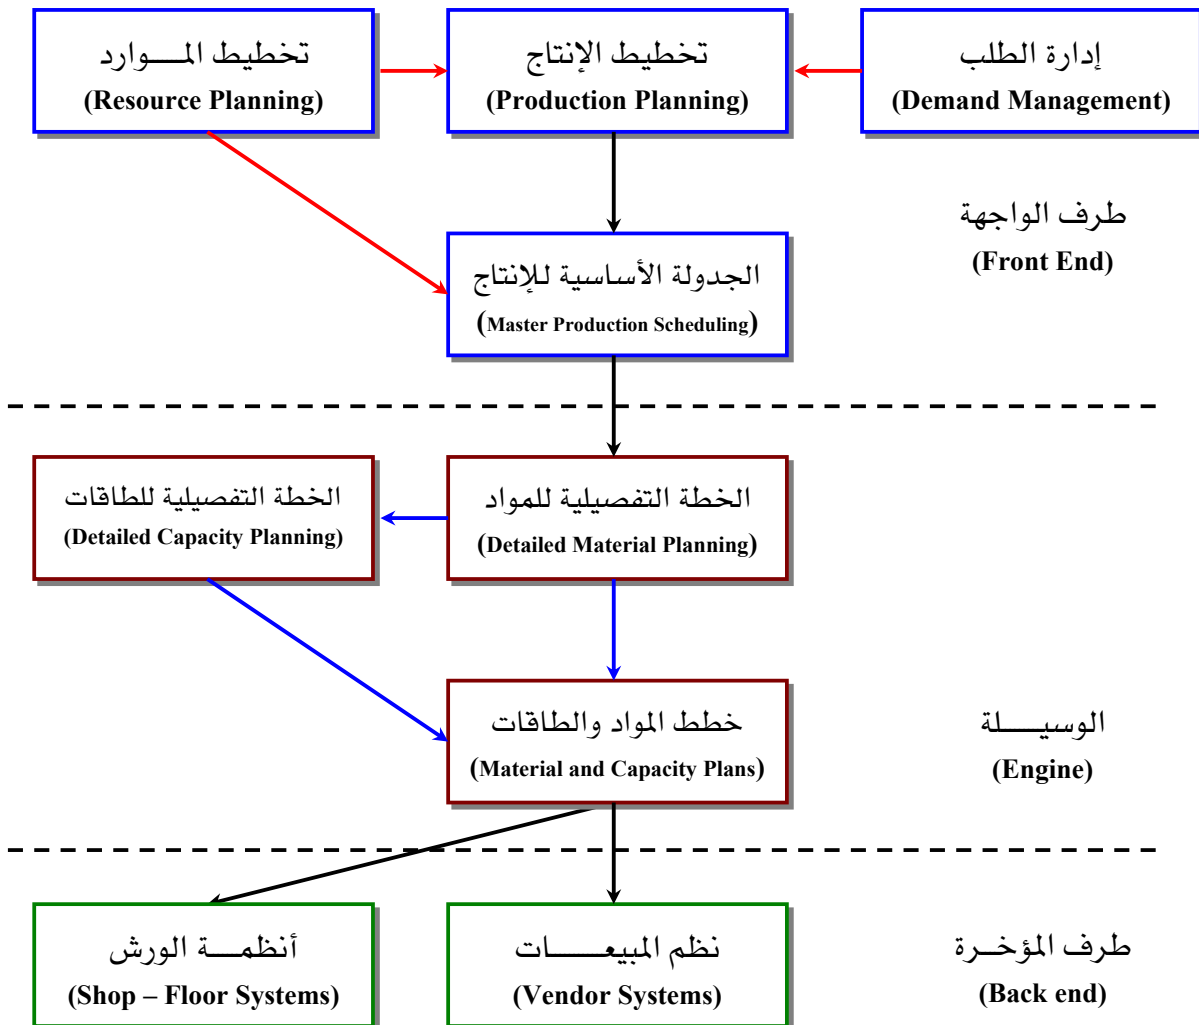 إدارة الطلب
(Demand Management)
تخطيط الإنتاج
(Production Planning)
تخطيط المـــوارد
(Resource Planning)
طرف الواجهة
(Front End)
الجدولة الأساسية للإنتاج
(Master Production Scheduling)
الخطة التفصيلية للمواد
(Detailed Material Planning)
الخطة التفصيلية للطاقات
(Detailed Capacity Planning)
خطط المواد والطاقات
(Material and Capacity Plans)
الوسيـــــلة
(Engine)
نظم المبيعـــــات
(Vendor Systems)
أنظمـــة الورش
(Shop – Floor Systems)
طرف المؤخــرة
(Back end)